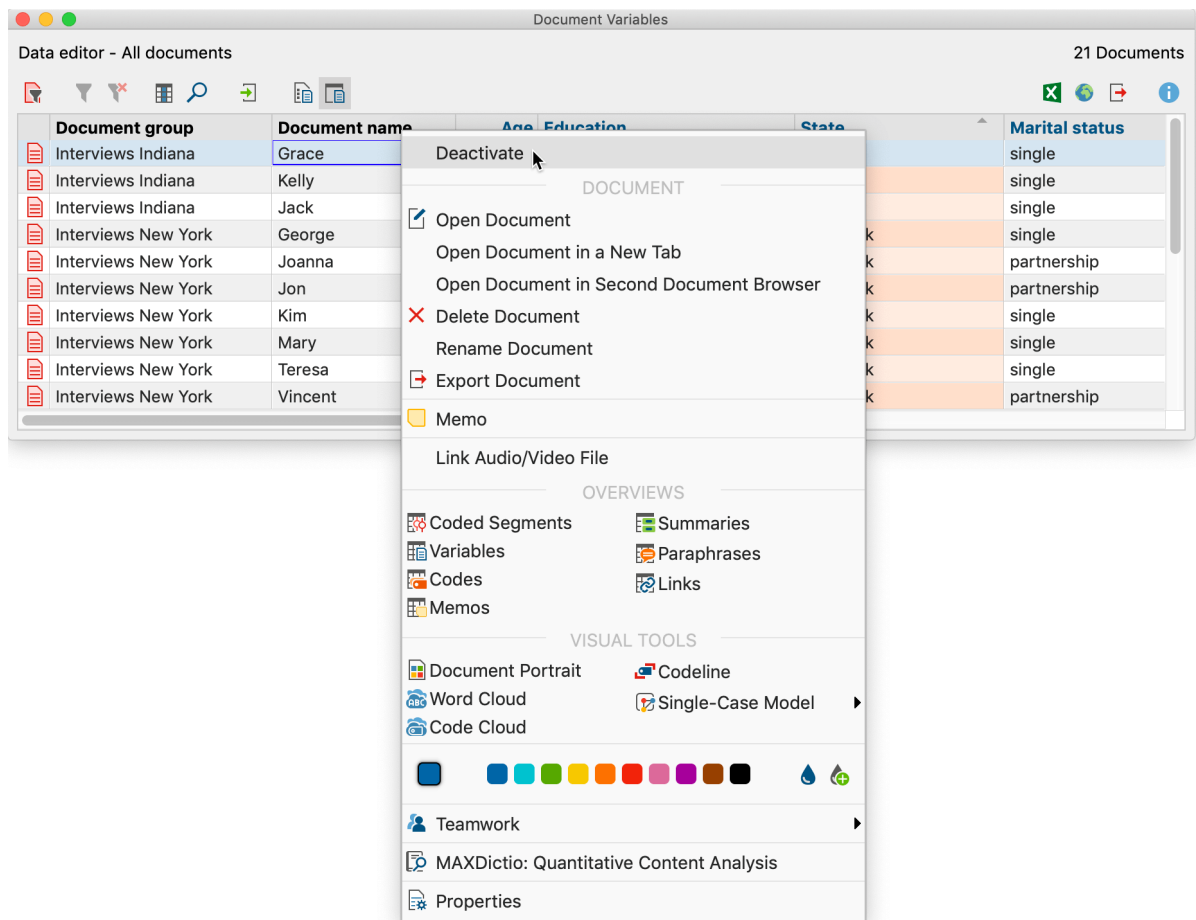 Document Variables
Data editor - All documents 21 Documents
Document group Document name Age Education State Marital status
Interviews Indiana Grace single
Interviews Indiana Kelly single
Interviews Indiana Jack single
Interviews New York George k single
Interviews New York Joanna k partnership
Interviews New York Jon k partnership
Interviews New York Kim k single
Interviews New York Mary k single
Interviews New York Teresa k single
Interviews New York Vincent k partnership
Deactivate
DOCUMENT
Open Document
Open Document in a New Tab
Open Document in Second Document Browser
Delete Document
Rename Document
Export Document
Memo
Link Audio/Video File
OVERVIEWS
Coded Segments Summaries
Variables Paraphrases
Codes Links
Memos
VISUAL TOOLS
Document Portrait Codeline
ABC Word Cloud Single-Case Model
Code Cloud
Teamwork
MAXDictio: Quantitative Content Analysis
Properties